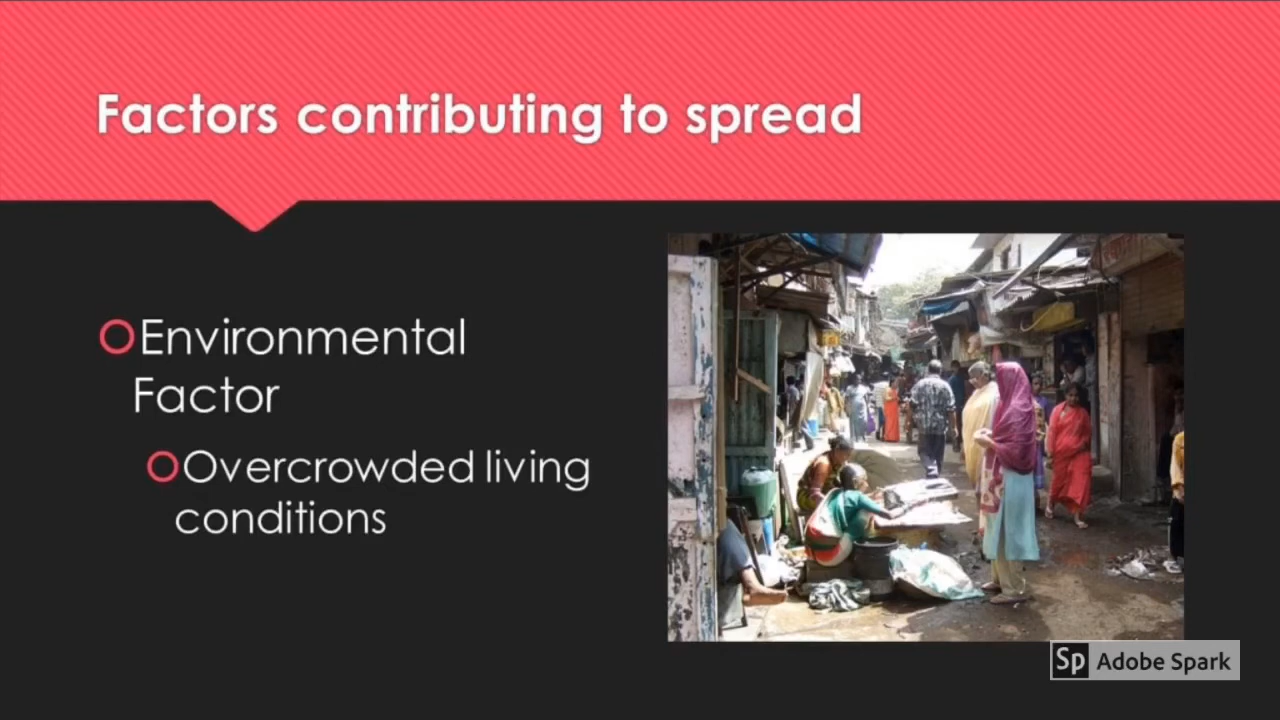 Factors contributing to spread
Environmental
Factor
Overcrowded living
conditions
Sp Adobe Spark